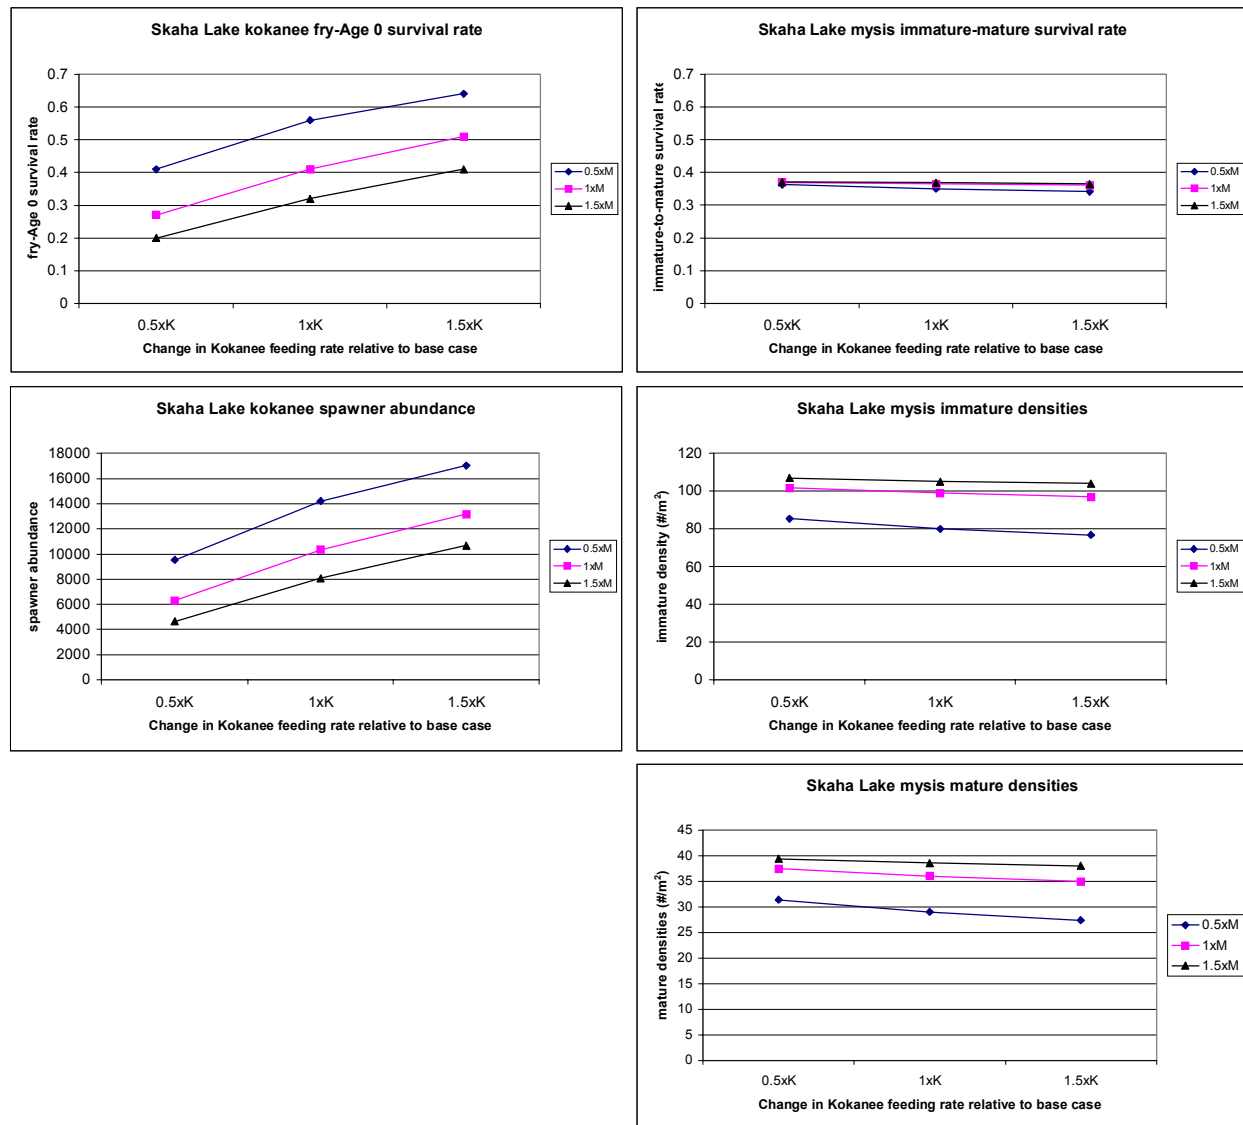 Skaha Lake kokanee fry-Age 0 survival rate
fry-Age 0 survival rate
0.7
0.6
0.5
0.4
0.3
0.2
0.1
0
0.5xK 1xK 1.5xK
Change in Kokanee feeding rate relative to base case
0.5xM
1xM
1.5xM
Skaha Lake mysis immature-mature survival rate
immature-to-mature survival rate
0.7
0.6
0.5
0.4
0.3
0.2
0.1
0
0.5xK 1xK 1.5xK
Change in Kokanee feeding rate relative to base case
0.5xM
1xM
1.5xM
Skaha Lake kokanee spawner abundance
spawner abundance
18000
16000
14000
12000
10000
8000
6000
4000
2000
0
0.5xK 1xK 1.5xK
Change in Kokanee feeding rate relative to base case
0.5xM
1xM
1.5xM
Skaha Lake mysis immature densities
immature density (#/m²)
120
100
80
60
40
20
0
0.5xK 1xK 1.5xK
Change in Kokanee feeding rate relative to base case
0.5xM
1xM
1.5xM
Skaha Lake mysis mature densities
mature densities (#/m²)
45
40
35
30
25
20
15
10
5
0
0.5xK 1xK 1.5xK
Change in Kokanee feeding rate relative to base case
0.5xM
1xM
1.5xM